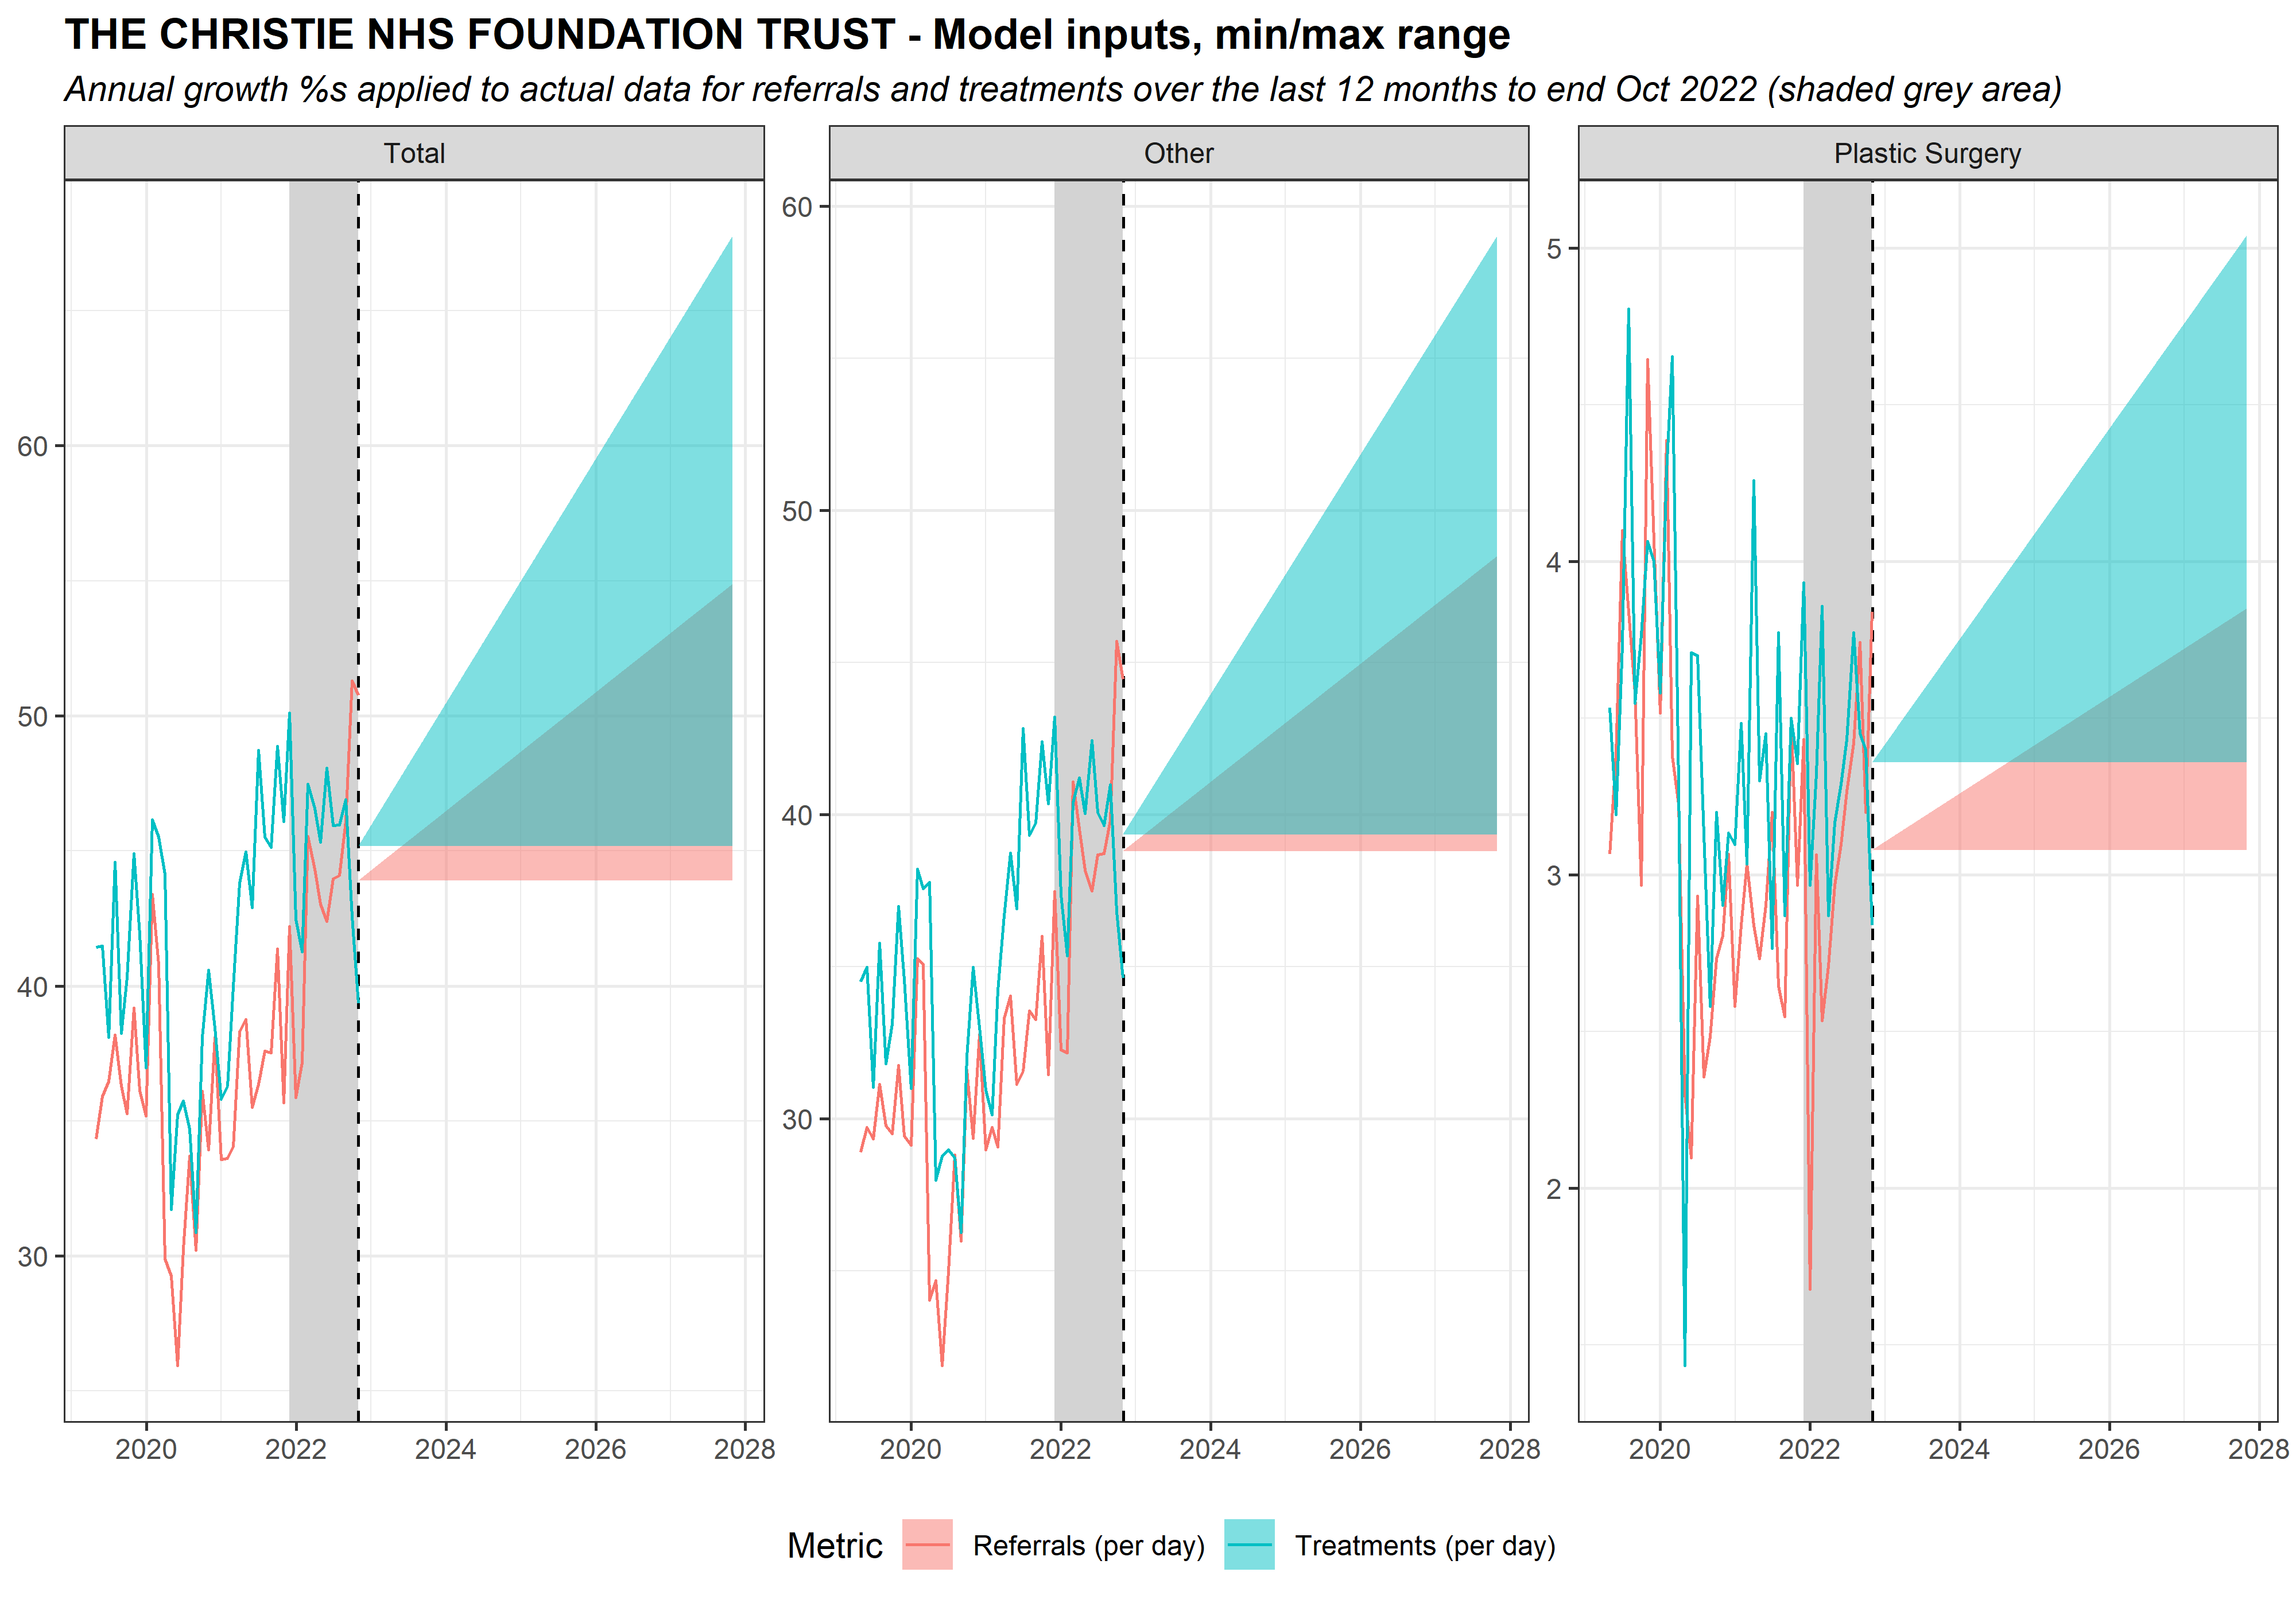 THE CHRISTIE NHS FOUNDATION TRUST - Model inputs, min/max range
Annual growth %s applied to actual data for referrals and treatments over the last 12 months to end Oct 2022 (shaded grey area)
Total
Other
Plastic Surgery
60
50
40
30
60
50
40
30
5
4
3
2
2020 2022 2024 2026 2028
2020 2022 2024 2026 2028
2020 2022 2024 2026 2028
Metric Referrals (per day) Treatments (per day)